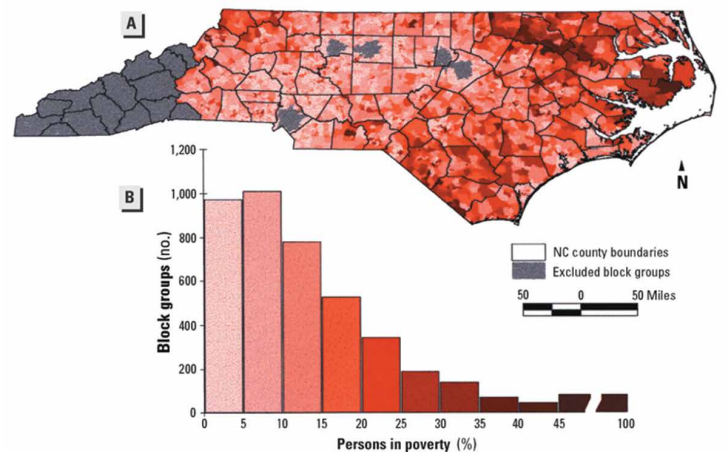 A
N
NC county boundaries
Excluded block groups
50 0 50 Miles
B
Block groups (no.)
1,200
1,000
800
600
400
200
0
0 5 10 15 20 25 30 35 40 45 100
Persons in poverty (%)